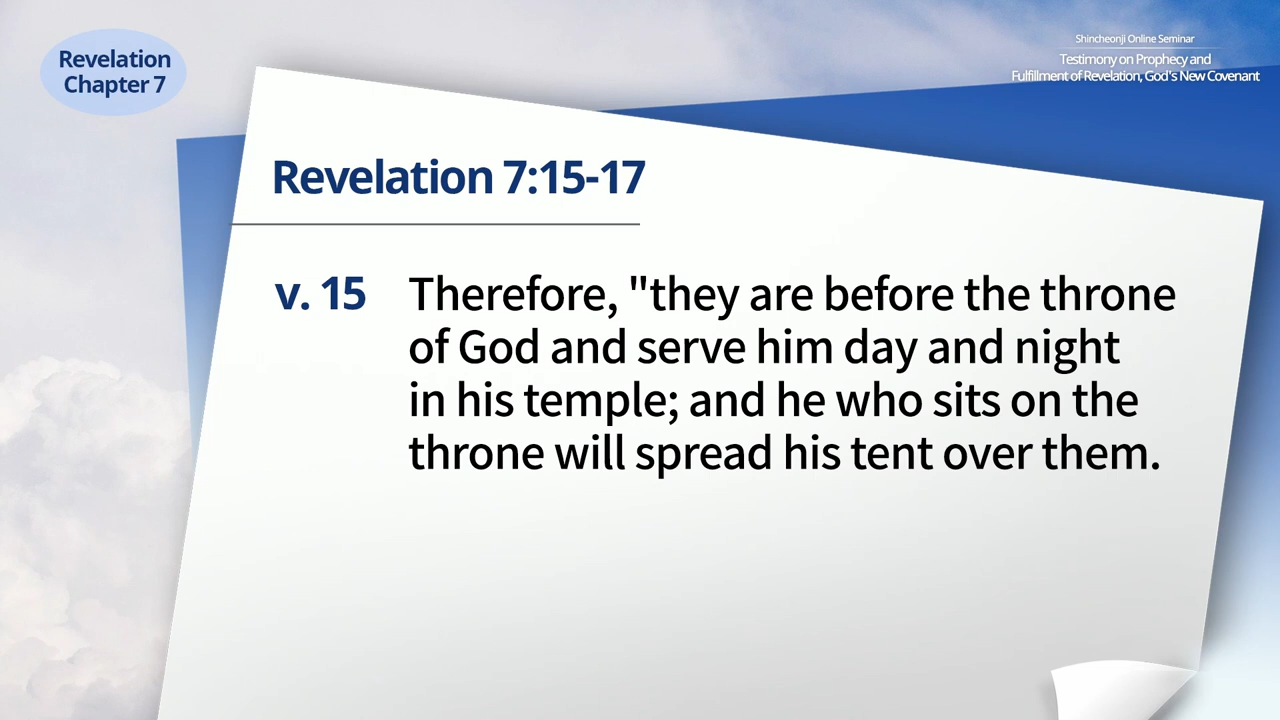 Revelation
Chapter 7
Shincheonji Online Seminar
Testimony on Prophecy and
Fulfillment of Revelation, God's New Covenant
Revelation 7:15-17
v. 15 Therefore, "they are before the throne
of God and serve him day and night
in his temple; and he who sits on the
throne will spread his tent over them.